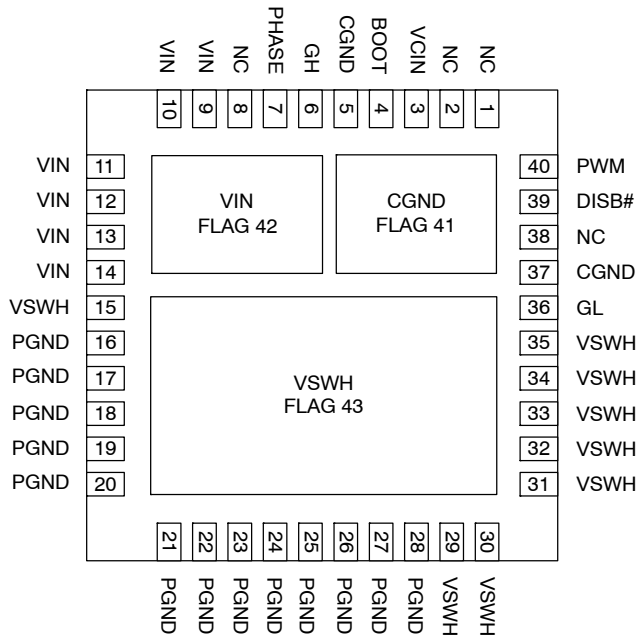 VIN
VIN
NC
PHASE
GH
CGND
BOOT
VCIN
NC
NC
10
9
8
7
6
5
4
3
2
1
VIN 11
VIN 12
VIN 13
VIN 14
VSWH 15
PGND 16
PGND 17
PGND 18
PGND 19
PGND 20
VIN
FLAG 42
CGND
FLAG 41
VSWH
FLAG 43
40 PWM
39 DISB#
38 NC
37 CGND
36 GL
35 VSWH
34 VSWH
33 VSWH
32 VSWH
31 VSWH
21
22
23
24
25
26
27
28
29
30
PGND
PGND
PGND
PGND
PGND
PGND
PGND
PGND
VSWH
VSWH